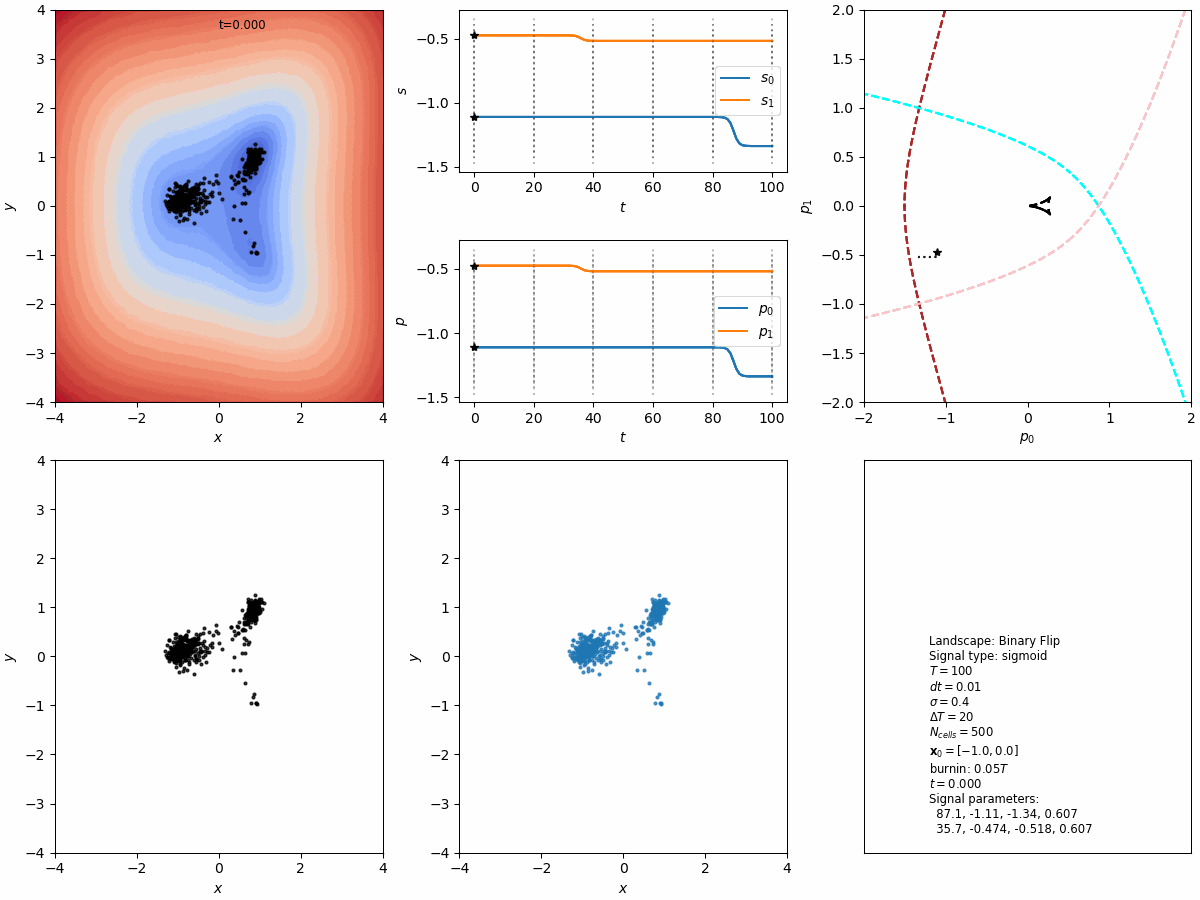 4
3
2
1
0
−1
−2
−3
−4
y
t=0.000
−4 −2 0 2 4
x
−0.5
−1.0
−1.5
s
s0
s1
0 20 40 60 80 100
t
−0.5
−1.0
−1.5
p
p0
p1
0 20 40 60 80 100
t
2.0
1.5
1.0
0.5
0.0
−0.5
−1.0
−1.5
−2.0
p1
−2 −1 0 1 2
p0
4
3
2
1
0
−1
−2
−3
−4
y
−4 −2 0 2 4
x
4
3
2
1
0
−1
−2
−3
−4
y
−4 −2 0 2 4
x
Landscape: Binary Flip
Signal type: sigmoid
T = 100
dt = 0.01
σ = 0.4
ΔT = 20
Ncells = 500
x0 = [−1.0, 0.0]
burnin: 0.05T
t = 0.000
Signal parameters:
87.1, -1.11, -1.34, 0.607
35.7, -0.474, -0.518, 0.607